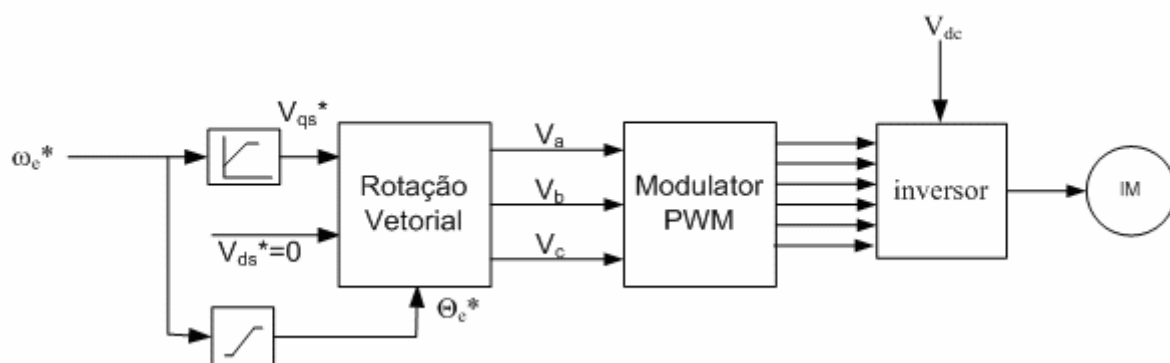 V_dc
V_qs*
ω_e*
V_a
V_b
V_c
Rotação
Vetorial
Modulator
PWM
inversor
IM
V_ds*=0
Θ_e*